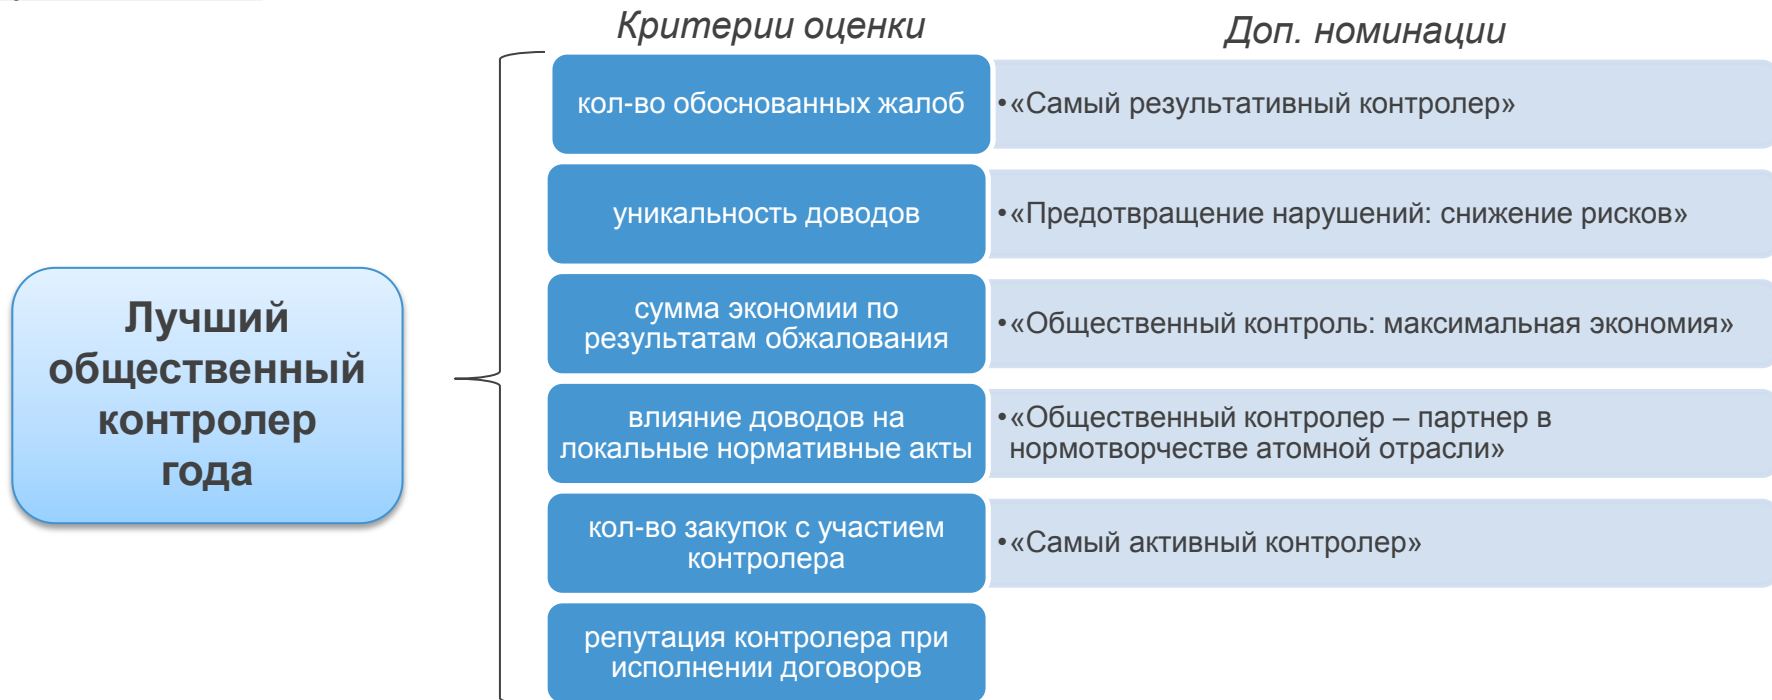 Критерии оценки
Доп. номинации
кол-во обоснованных жалоб
•«Самый результативный контролер»
уникальность доводов
•«Предотвращение нарушений: снижение рисков»
Лучший
общественный
контролер
года
сумма экономии по
результатам обжалования
•«Общественный контроль: максимальная экономия»
влияние доводов на
локальные нормативные акты
•«Общественный контролер – партнер в
нормотворчестве атомной отрасли»
кол-во закупок с участием
контролера
•«Самый активный контролер»
репутация контролера при
исполнении договоров